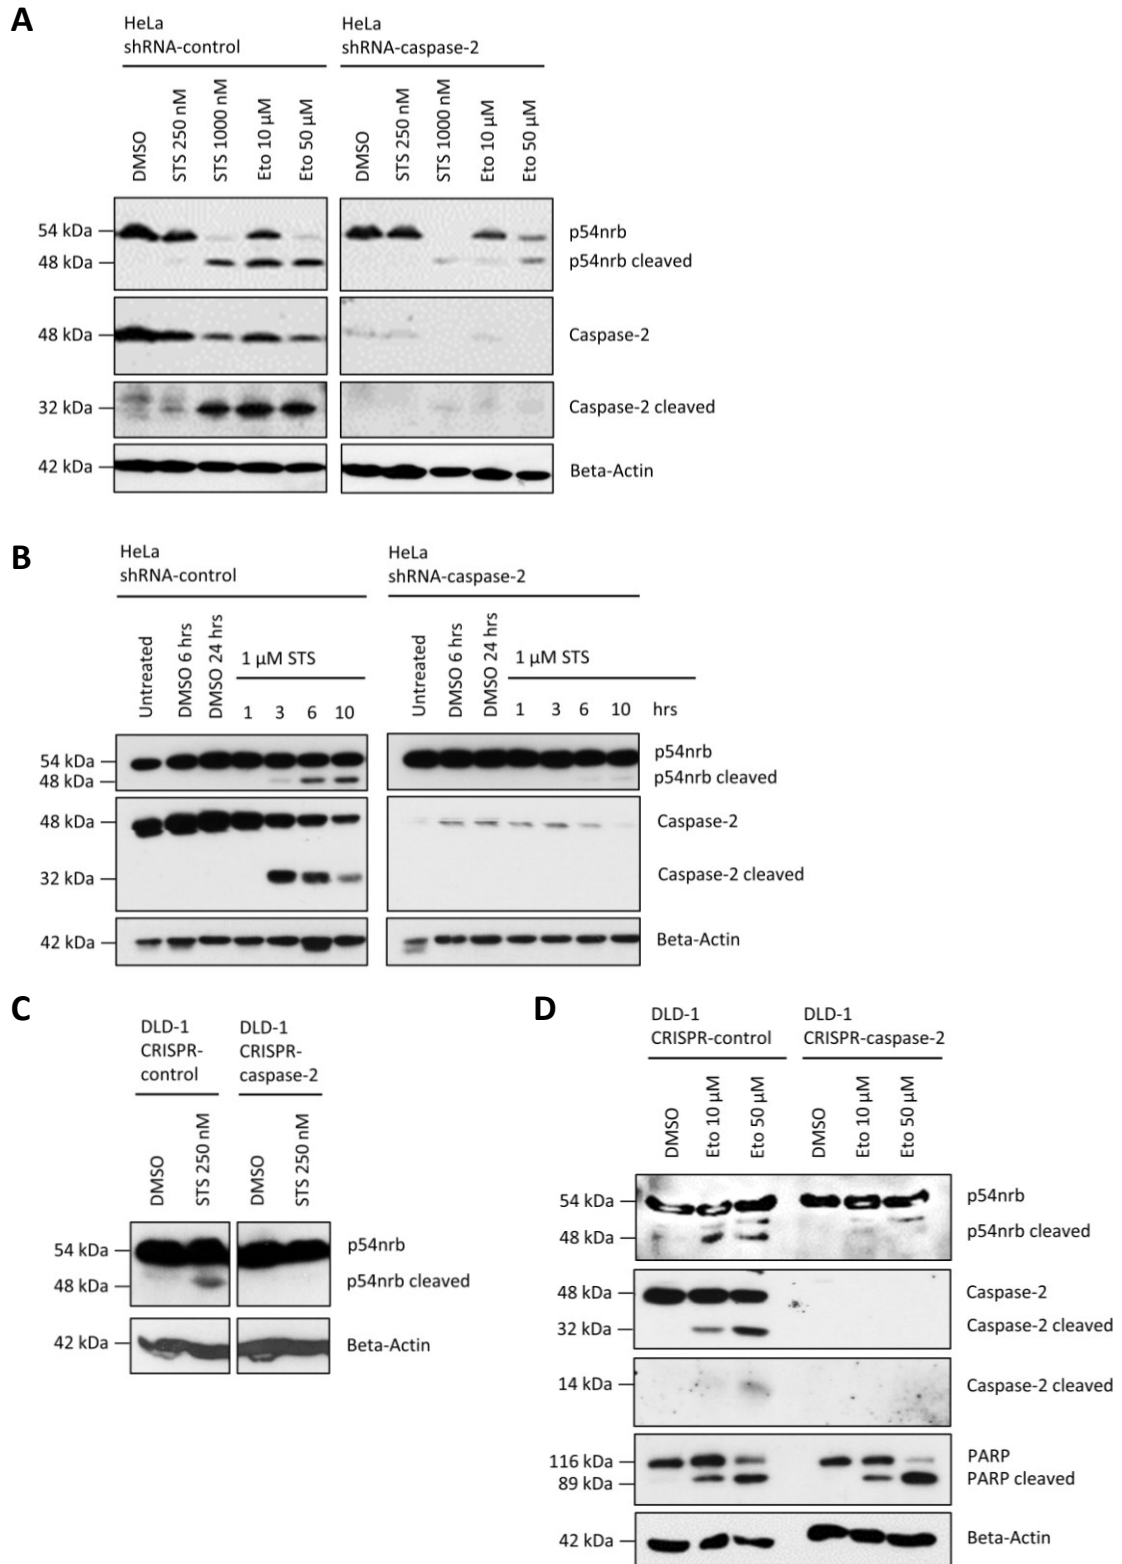 A
HeLa
shRNA-control
HeLa
shRNA-caspase-2
DMSO
STS 250 nM
STS 1000 nM
Eto 10 µM
Eto 50 µM
DMSO
STS 250 nM
STS 1000 nM
Eto 10 µM
Eto 50 µM
54 kDa
p54nrb
48 kDa
p54nrb cleaved
48 kDa
Caspase-2
32 kDa
Caspase-2 cleaved
42 kDa
Beta-Actin
B
HeLa
shRNA-control
HeLa
shRNA-caspase-2
Untreated
DMSO 6 hrs
DMSO 24 hrs
1 µM STS
1 3 6 10
Untreated
DMSO 6 hrs
DMSO 24 hrs
1 µM STS
1 3 6 10 hrs
54 kDa
p54nrb
48 kDa
p54nrb cleaved
48 kDa
Caspase-2
32 kDa
Caspase-2 cleaved
42 kDa
Beta-Actin
C
DLD-1
CRISPR-
control
DLD-1
CRISPR-
caspase-2
DMSO
STS 250 nM
DMSO
STS 250 nM
54 kDa
p54nrb
48 kDa
p54nrb cleaved
42 kDa
Beta-Actin
D
DLD-1
CRISPR-control
DLD-1
CRISPR-caspase-2
DMSO
Eto 10 µM
Eto 50 µM
DMSO
Eto 10 µM
Eto 50 µM
54 kDa
p54nrb
48 kDa
p54nrb cleaved
48 kDa
Caspase-2
32 kDa
Caspase-2 cleaved
14 kDa
Caspase-2 cleaved
116 kDa
PARP
89 kDa
PARP cleaved
42 kDa
Beta-Actin